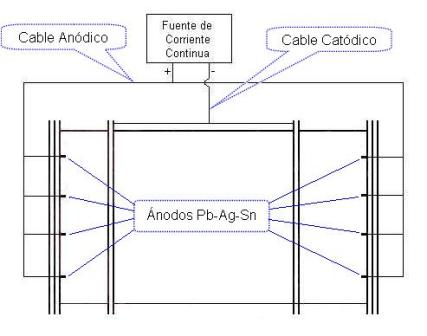 Fuente de
Corriente
Continua
Cable Anódico
Cable Catódico
+
-
Ánodos Pb-Ag-Sn